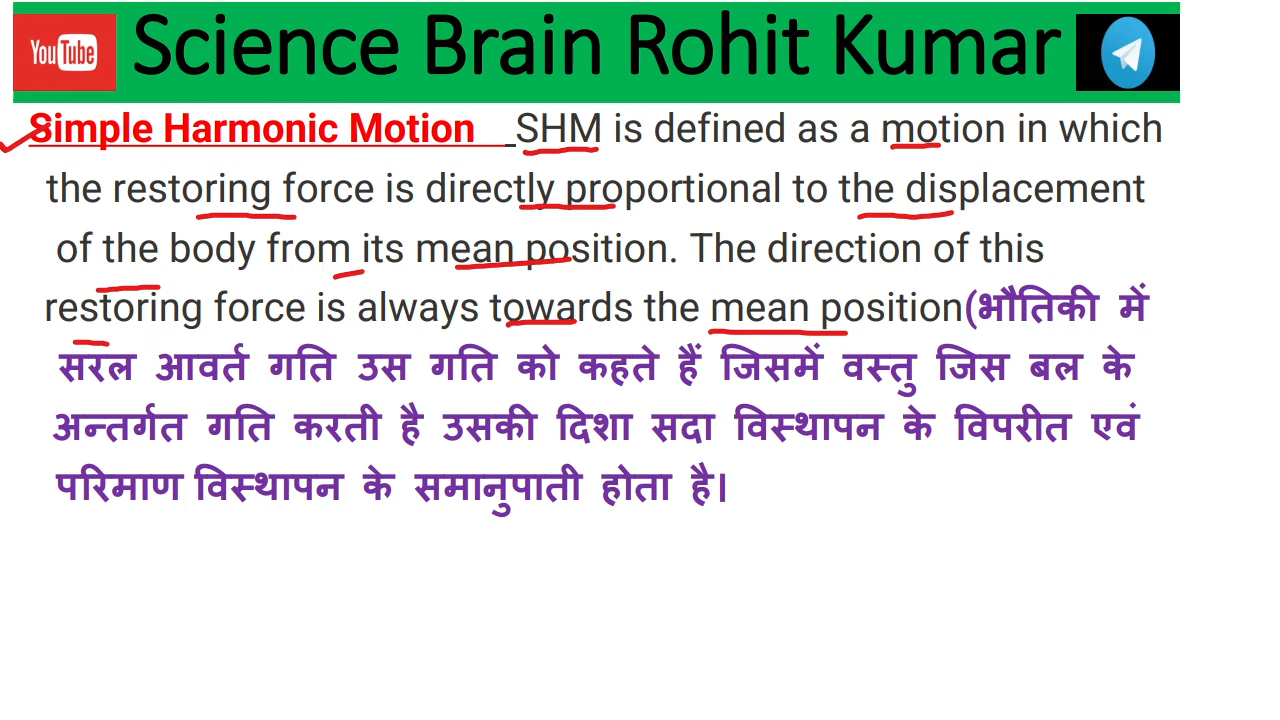 YouTube Science Brain Rohit Kumar
Simple Harmonic Motion _SHM is defined as a motion in which
the restoring force is directly proportional to the displacement
of the body from its mean position. The direction of this
restoring force is always towards the mean position(भौतिकी में
सरल आवर्त गति उस गति को कहते हैं जिसमें वस्तु जिस बल के
अन्तर्गत गति करती है उसकी दिशा सदा विस्थापन के विपरीत एवं
परिमाण विस्थापन के समानुपाती होता है।